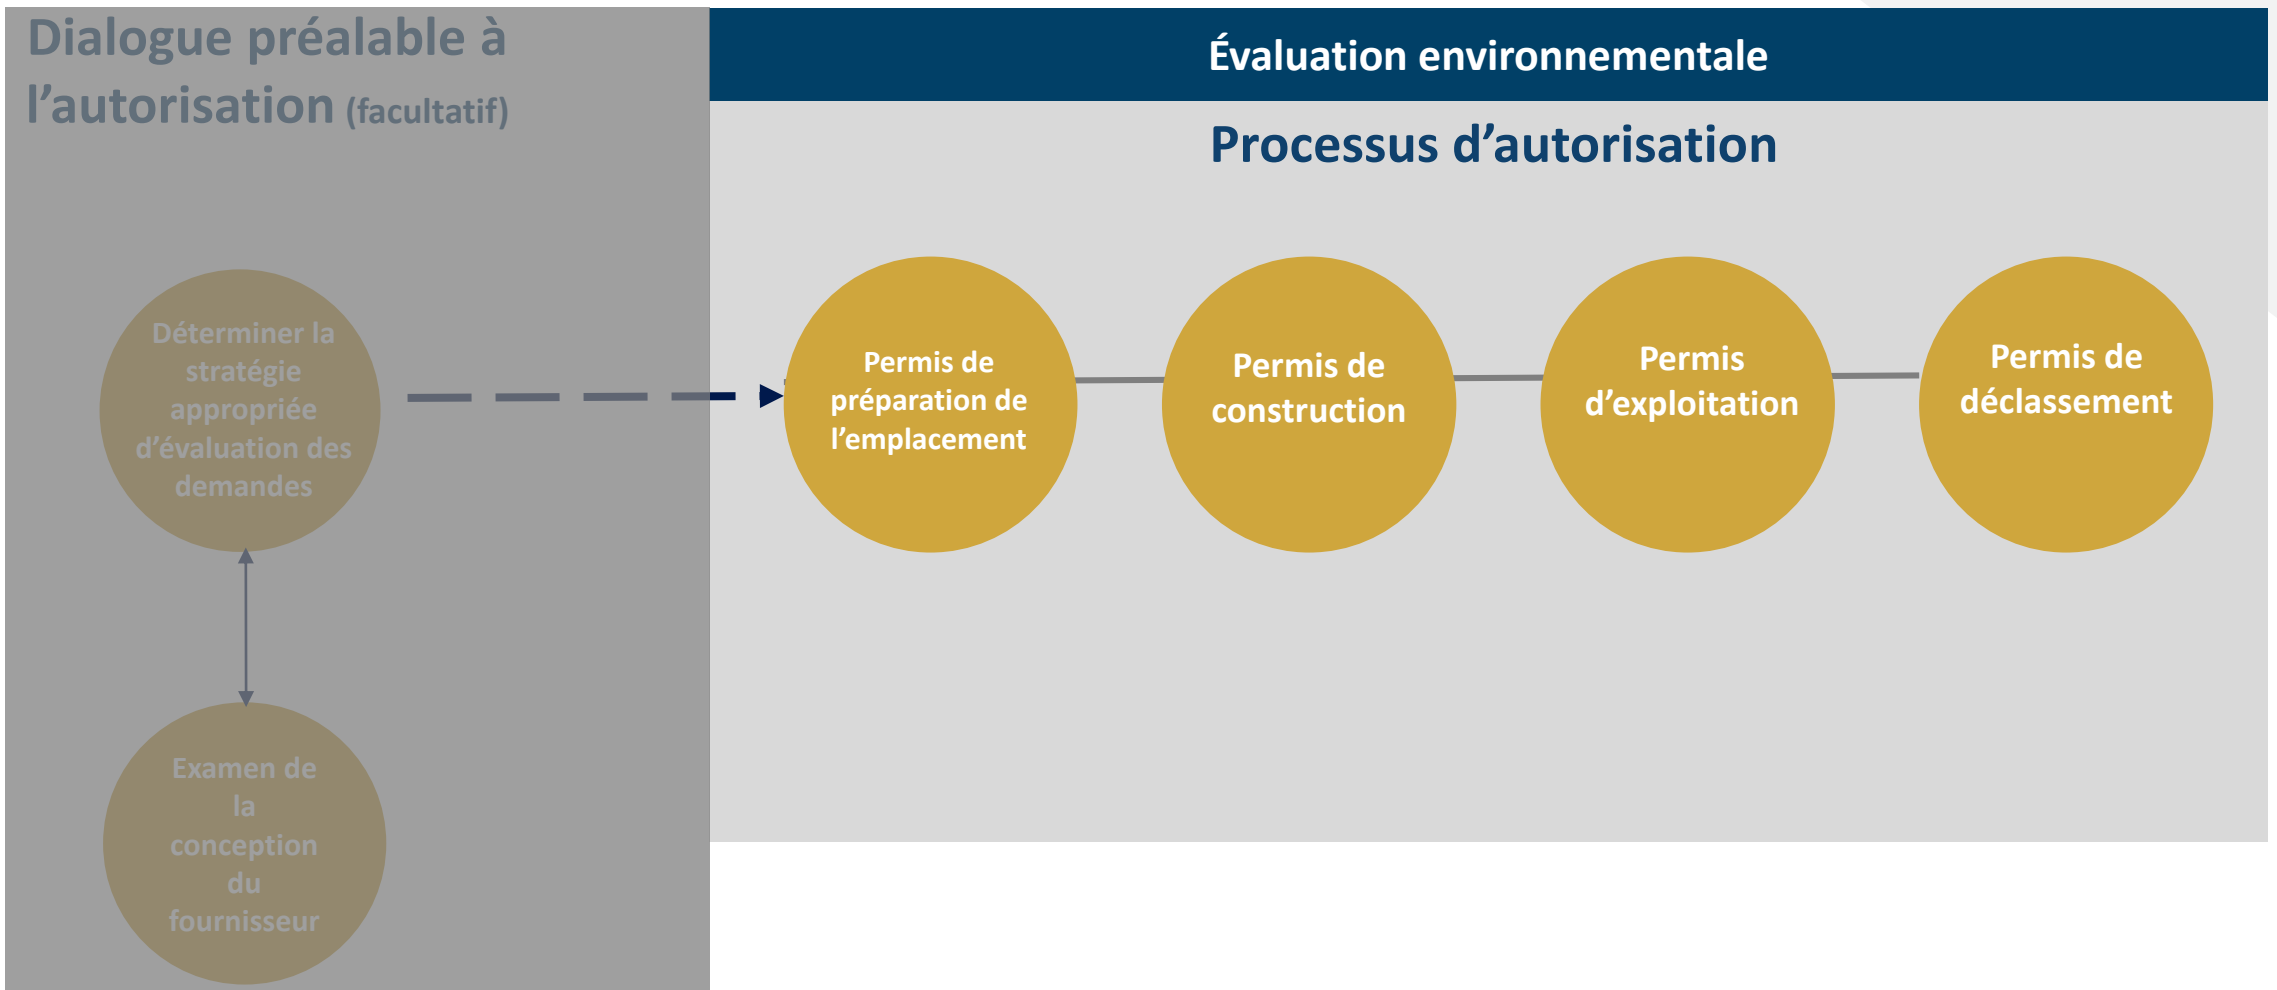 Dialogue préalable à
l’autorisation (facultatif)
Déterminer la
stratégie
appropriée
d’évaluation des
demandes
Examen de
la
conception
du
fournisseur
Évaluation environnementale
Processus d’autorisation
Permis de
préparation de
l’emplacement
Permis de
construction
Permis
d’exploitation
Permis de
déclassement